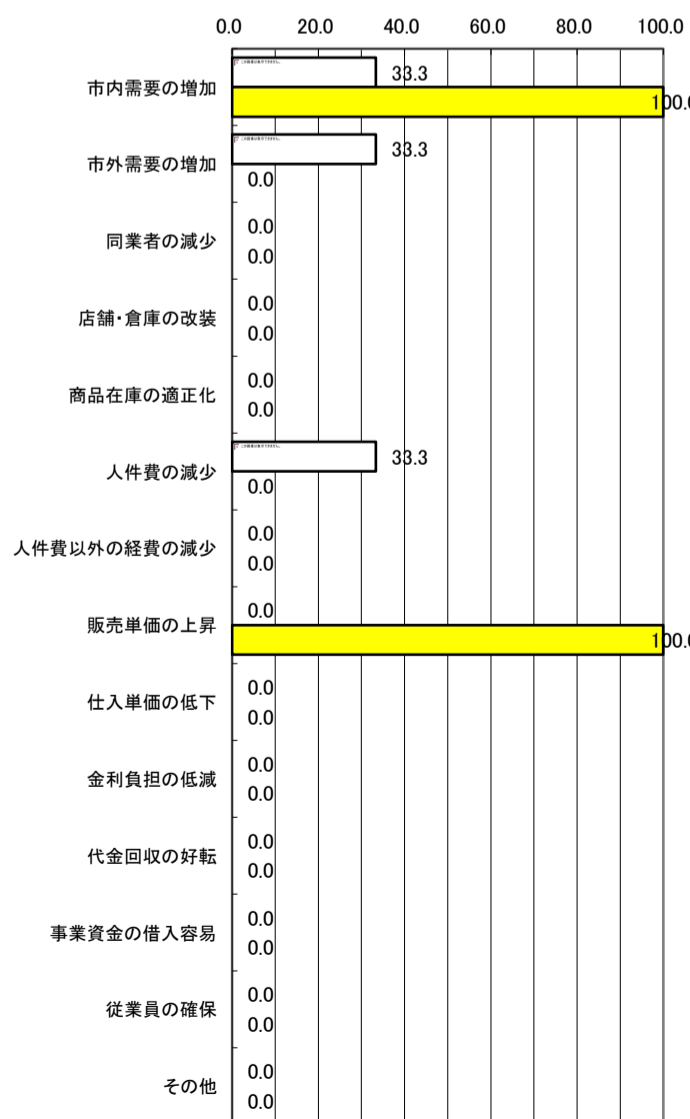 0.0 20.0 40.0 60.0 80.0 100.0
市内需要の増加
33.3
100.0
市外需要の増加
33.3
0.0
同業者の減少
0.0
0.0
店舗・倉庫の改装
0.0
0.0
商品在庫の適正化
0.0
0.0
人件費の減少
33.3
0.0
人件費以外の経費の減少
0.0
0.0
販売単価の上昇
0.0
100.0
仕入単価の低下
0.0
0.0
金利負担の低減
0.0
0.0
代金回収の好転
0.0
0.0
事業資金の借入容易
0.0
0.0
従業員の確保
0.0
0.0
その他
0.0
0.0